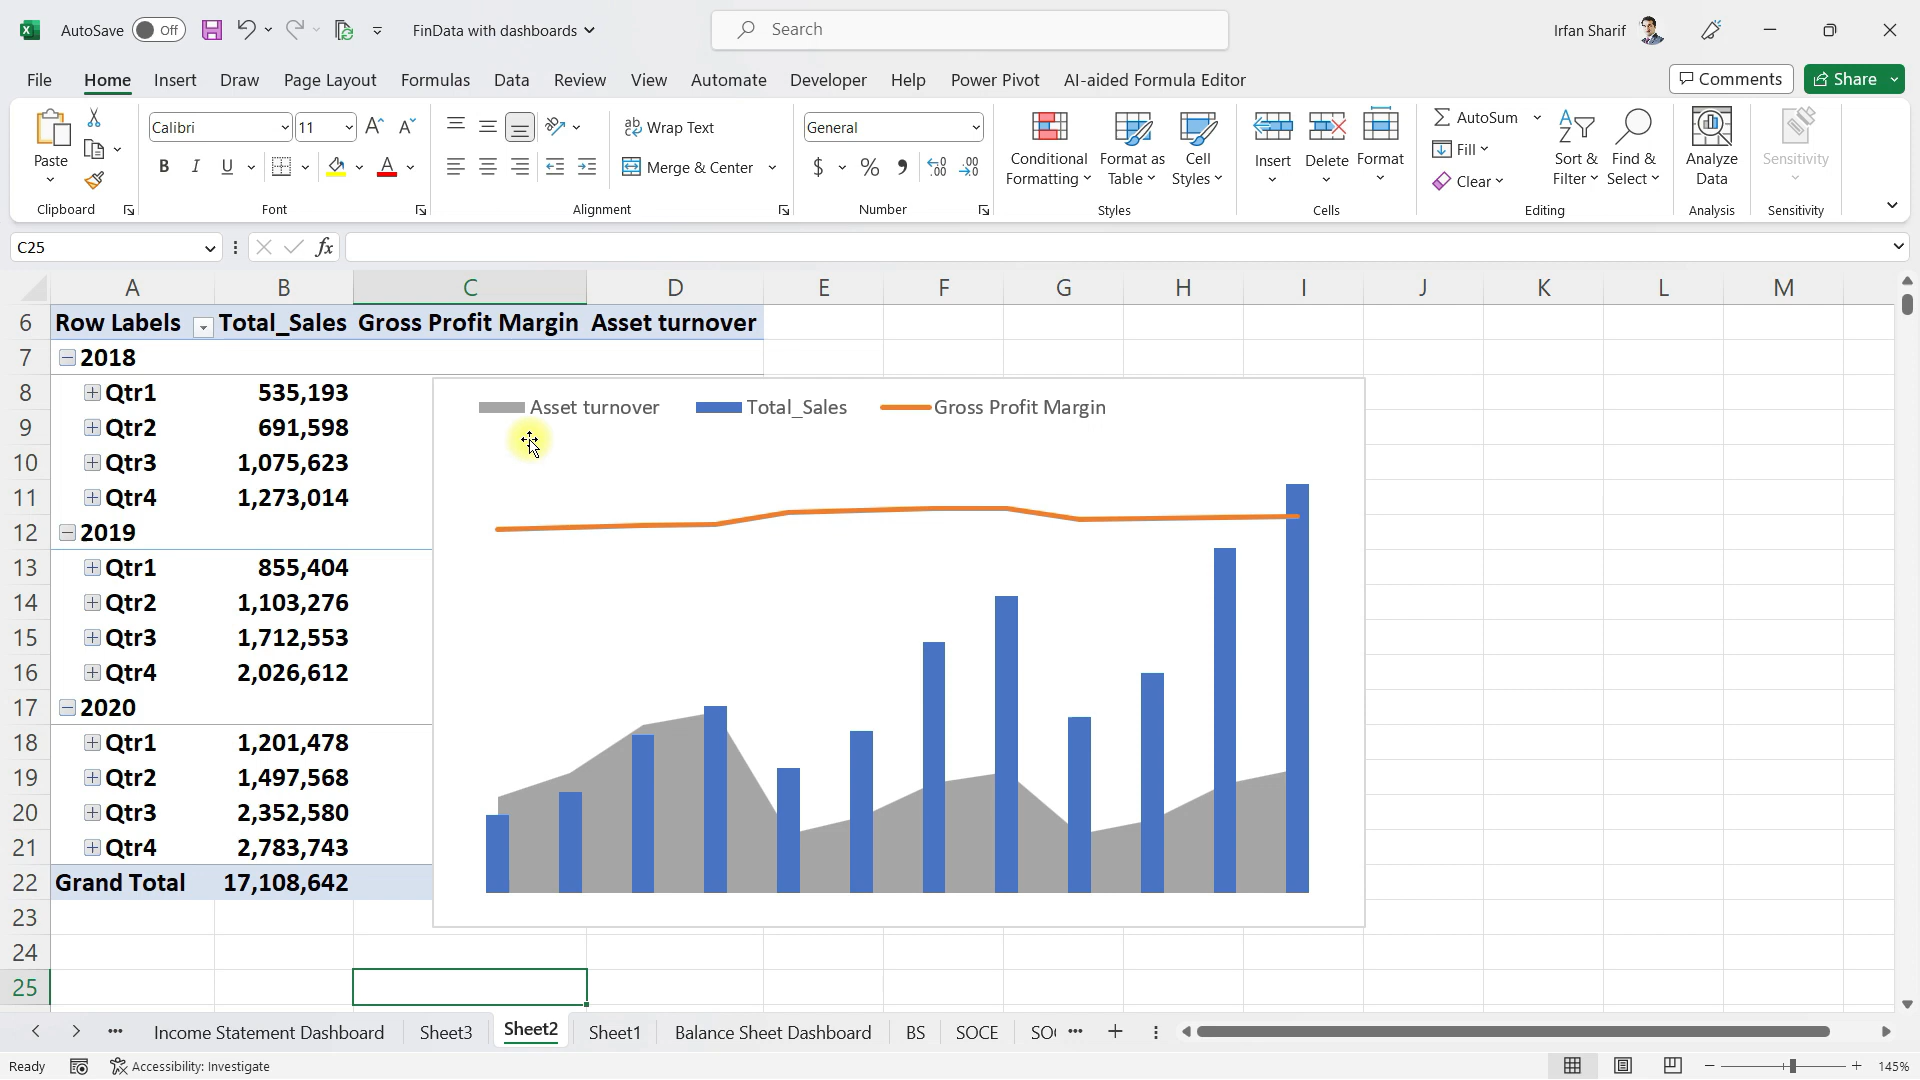 AutoSave Off FinData with dashboards Search Irfan Sharif
File Home Insert Draw Page Layout Formulas Data Review View Automate Developer Help Power Pivot AI-aided Formula Editor Comments Share
Paste Calibri 11 Wrap Text General Conditional Formatting Format as Table Cell Styles Insert Delete Format AutoSum Sort & Filter Find & Select Analyze Data Sensitivity
B I U Merge & Center $ % Fill
Clear
Clipboard Font Alignment Number Styles Cells Editing Analysis Sensitivity
C25 fx
A B C D E F G H I J K L M
6 Row Labels Total_Sales Gross Profit Margin Asset turnover
7 2018
8 Qtr1 535,193
Asset turnover Total_Sales Gross Profit Margin
9 Qtr2 691,598
10 Qtr3 1,075,623
11 Qtr4 1,273,014
12 2019
13 Qtr1 855,404
14 Qtr2 1,103,276
15 Qtr3 1,712,553
16 Qtr4 2,026,612
17 2020
18 Qtr1 1,201,478
19 Qtr2 1,497,568
20 Qtr3 2,352,580
21 Qtr4 2,783,743
22 Grand Total 17,108,642
23
24
25
Income Statement Dashboard Sheet3 Sheet2 Sheet1 Balance Sheet Dashboard BS SOCE
Ready Accessibility: Investigate 145%